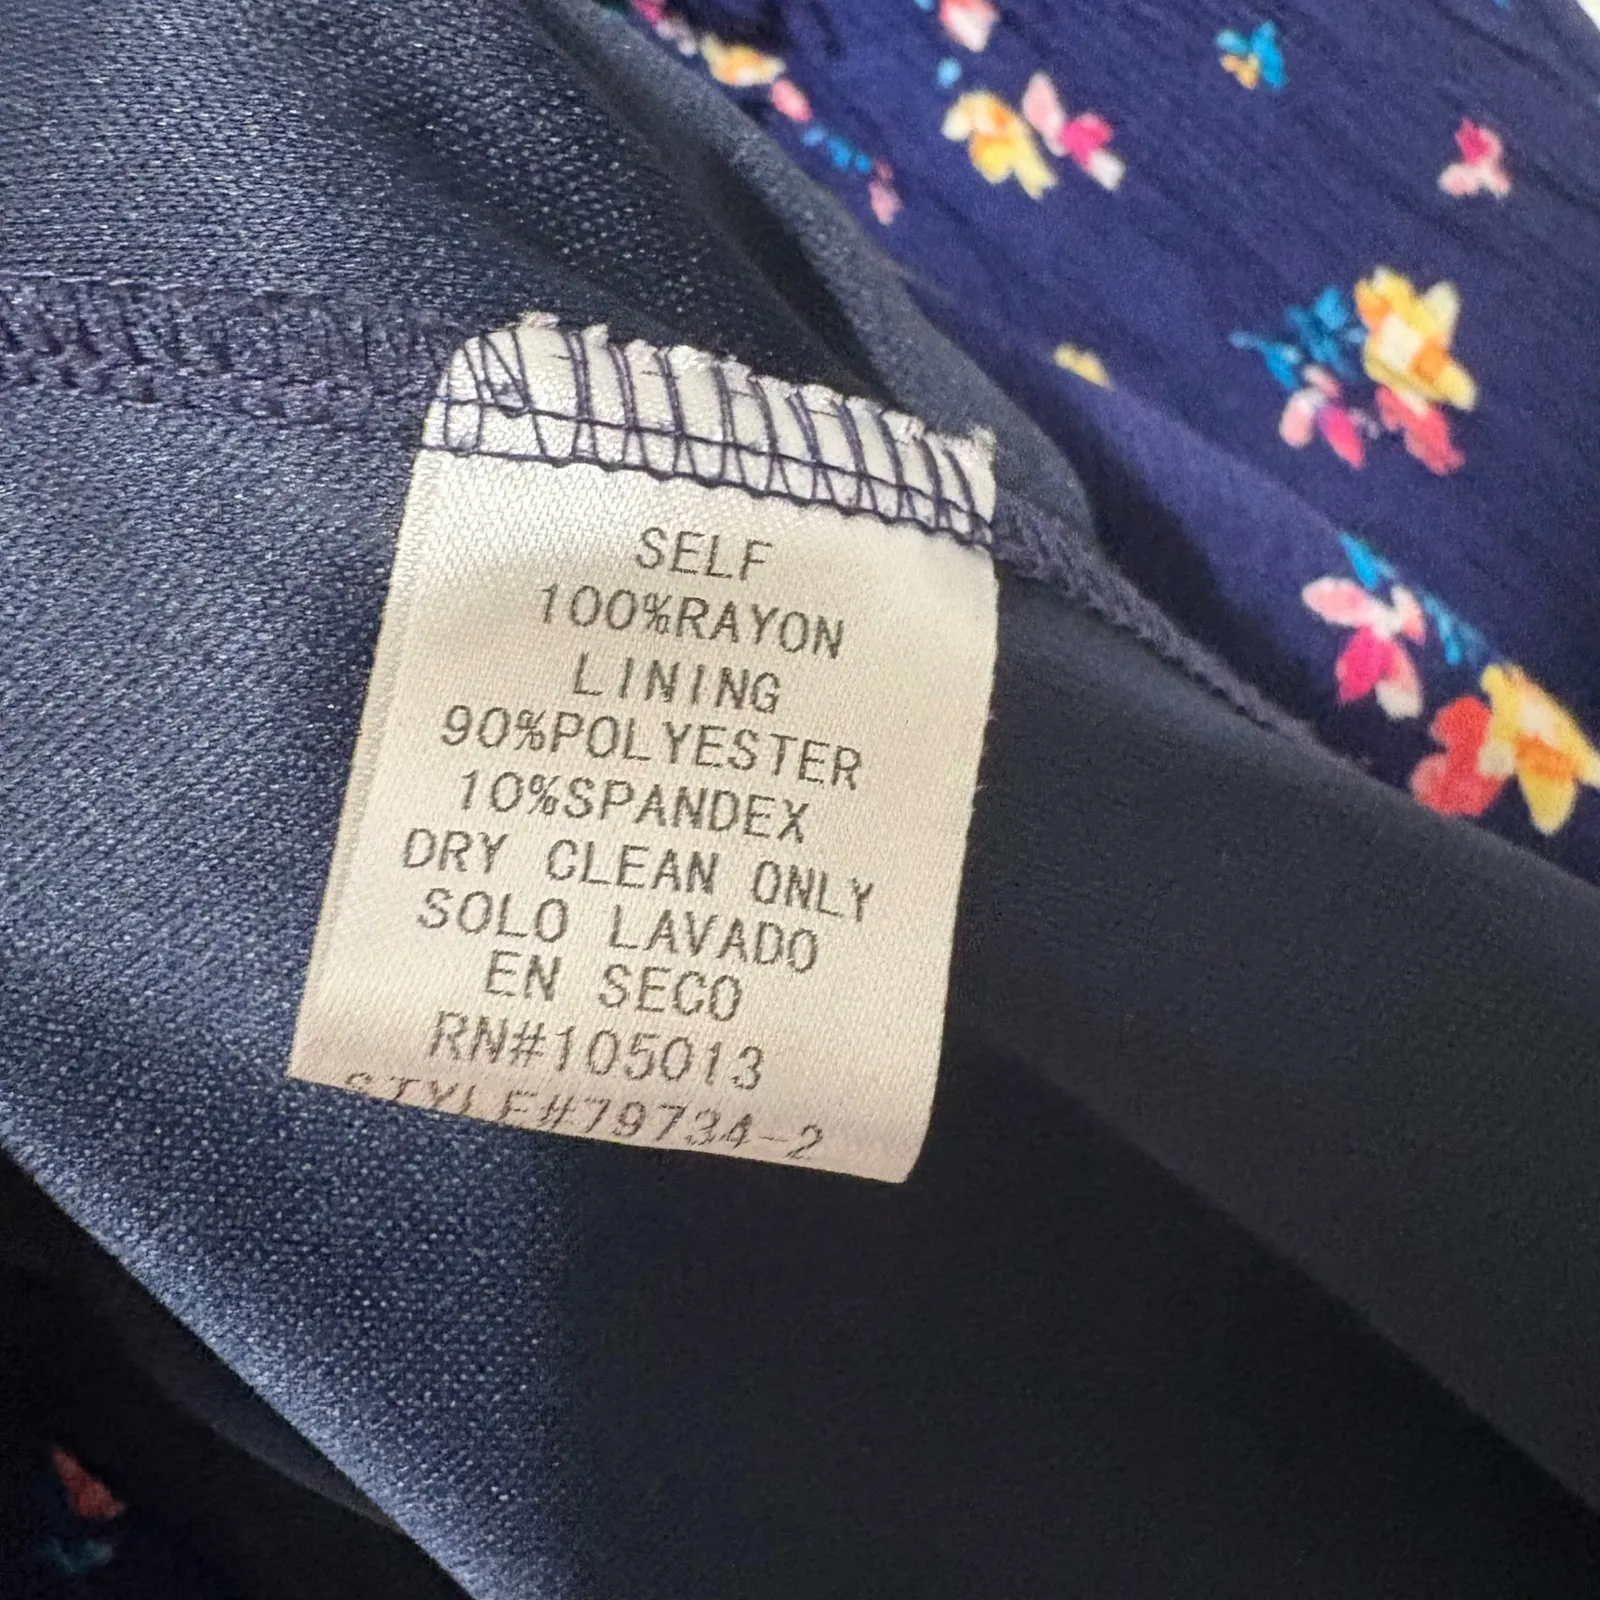 SELF
100%RAYON
LINING
90%POLYESTER
10%SPANDEX
DRY CLEAN ONLY
SOLO LAVADO
EN SECO
RN#105013
STYLE#79734-2